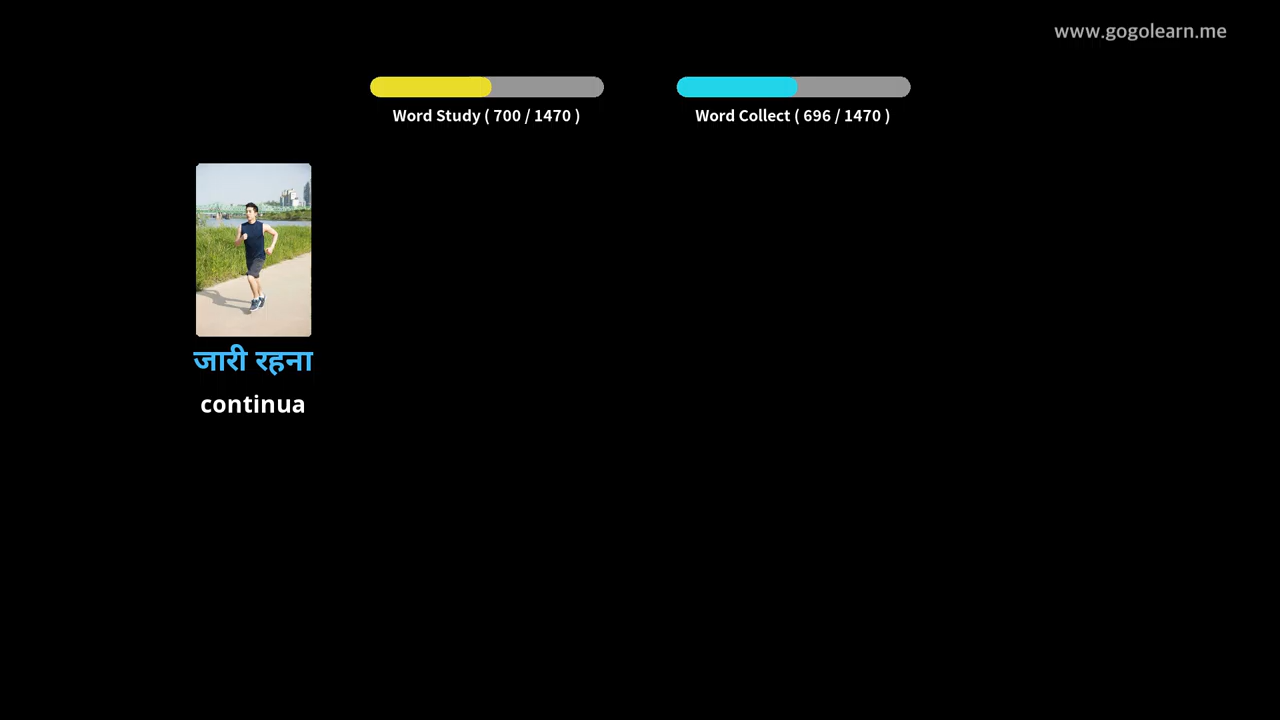 www.gogolearn.me
Word Study ( 700 / 1470 )
Word Collect ( 696 / 1470 )
जारी रहना
continua